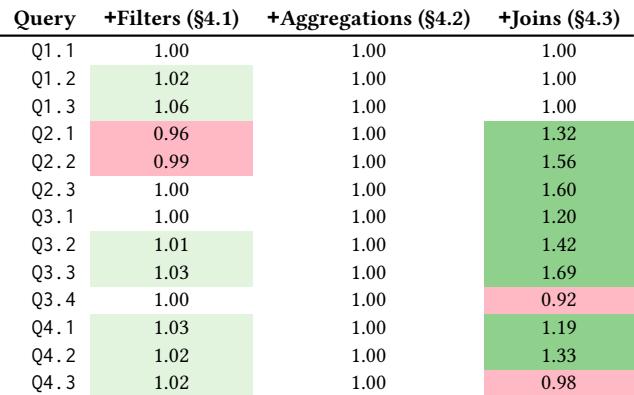 Query +Filters (§4.1) +Aggregations (§4.2) +Joins (§4.3)
Q1.1 1.00 1.00 1.00
Q1.2 1.02 1.00 1.00
Q1.3 1.06 1.00 1.00
Q2.1 0.96 1.00 1.32
Q2.2 0.99 1.00 1.56
Q2.3 1.00 1.00 1.60
Q3.1 1.00 1.00 1.20
Q3.2 1.01 1.00 1.42
Q3.3 1.03 1.00 1.69
Q3.4 1.00 1.00 0.92
Q4.1 1.03 1.00 1.19
Q4.2 1.02 1.00 1.33
Q4.3 1.02 1.00 0.98